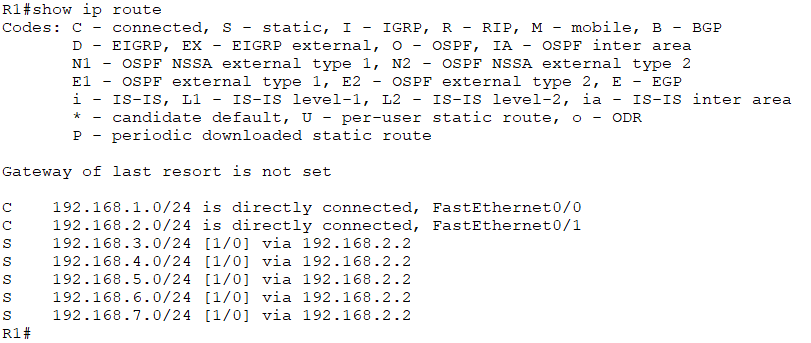 R1#show ip route
Codes: C - connected, S - static, I - IGRP, R - RIP, M - mobile, B - BGP
       D - EIGRP, EX - EIGRP external, O - OSPF, IA - OSPF inter area
       N1 - OSPF NSSA external type 1, N2 - OSPF NSSA external type 2
       E1 - OSPF external type 1, E2 - OSPF external type 2, E - EGP
       i - IS-IS, L1 - IS-IS level-1, L2 - IS-IS level-2, ia - IS-IS inter area
       * - candidate default, U - per-user static route, o - ODR
       P - periodic downloaded static route

Gateway of last resort is not set

C    192.168.1.0/24 is directly connected, FastEthernet0/0
C    192.168.2.0/24 is directly connected, FastEthernet0/1
S    192.168.3.0/24 [1/0] via 192.168.2.2
S    192.168.4.0/24 [1/0] via 192.168.2.2
S    192.168.5.0/24 [1/0] via 192.168.2.2
S    192.168.6.0/24 [1/0] via 192.168.2.2
S    192.168.7.0/24 [1/0] via 192.168.2.2
R1#